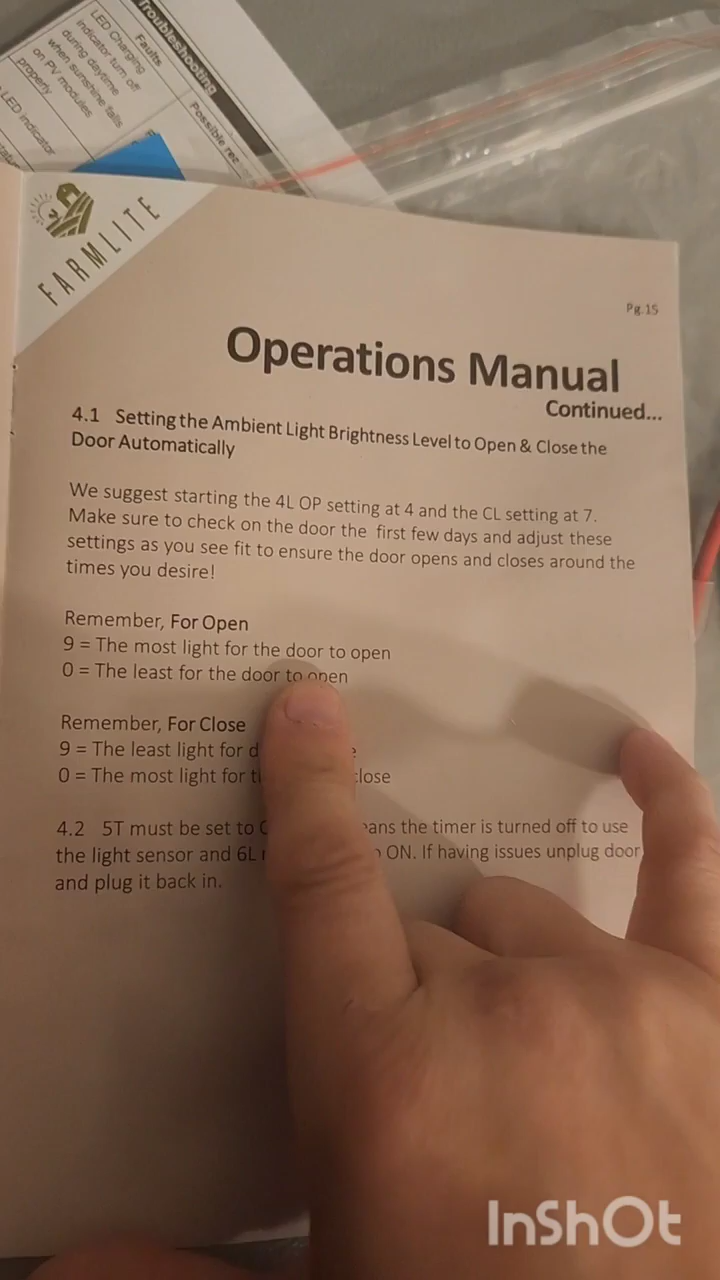 Troubleshooting
Faults
Possible
LED Charging
indicator turn off
during daytime
when sunshine falls
on PV modules
properly
LED indicator
FARMLITE
Pg.15
Operations Manual
Continued...
4.1 Setting the Ambient Light Brightness Level to Open & Close the
Door Automatically
We suggest starting the 4L OP setting at 4 and the CL setting at 7.
Make sure to check on the door the first few days and adjust these
settings as you see fit to ensure the door opens and closes around the
times you desire!
Remember, For Open
9 = The most light for the door to open
0 = The least for the door to open
Remember, For Close
9 = The least light for
0 = The most light for close
4.2 5T must be set to the timer is turned off to use
the light sensor and 6L ON. If having issues unplug door
and plug it back in.
InShOt